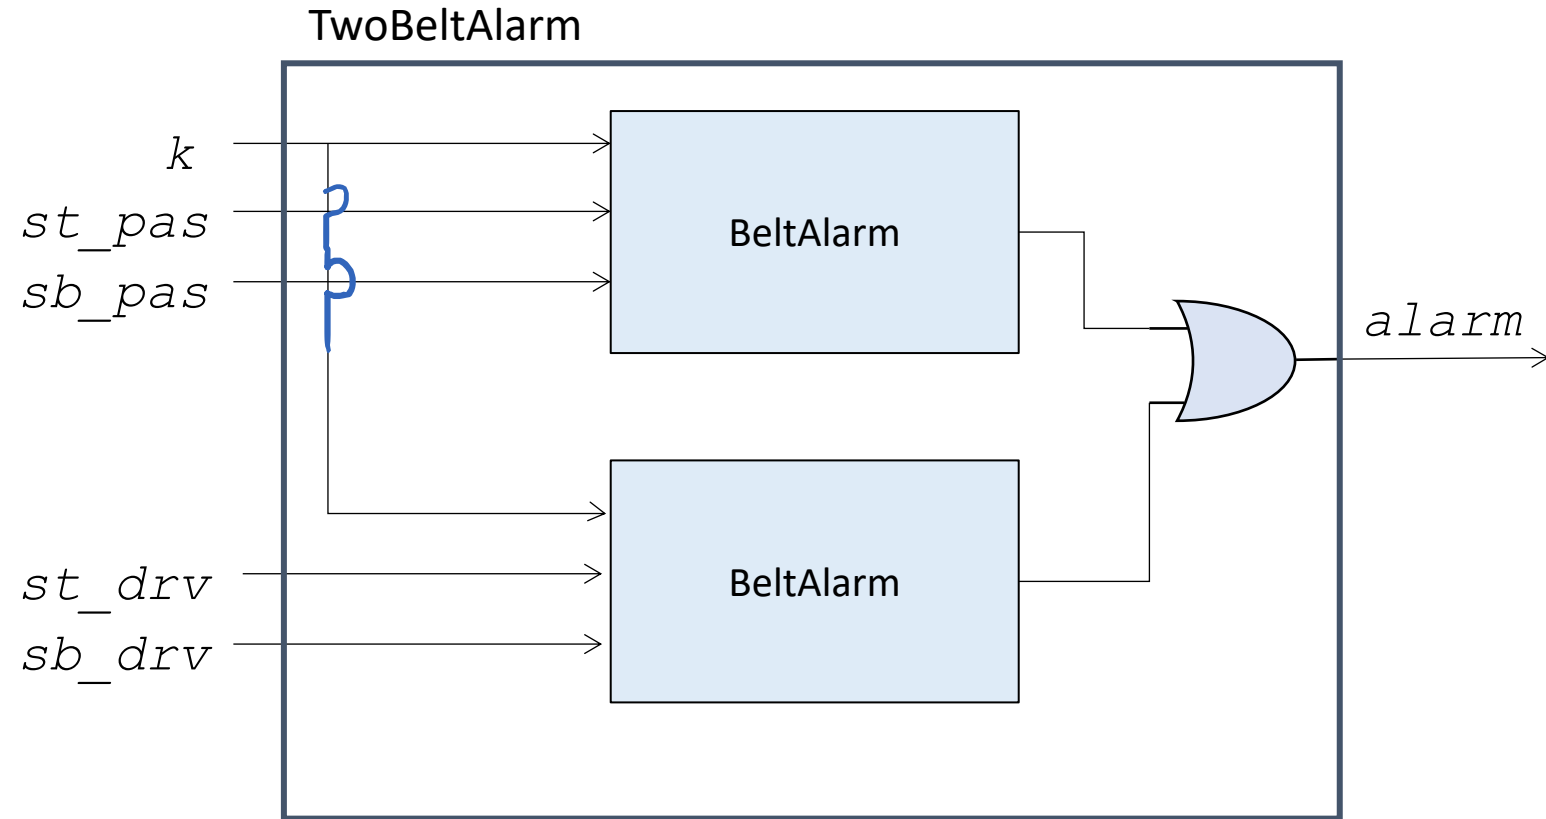 TwoBeltAlarm
k
st_pas
sb_pas
BeltAlarm
alarm
BeltAlarm
st_drv
sb_drv